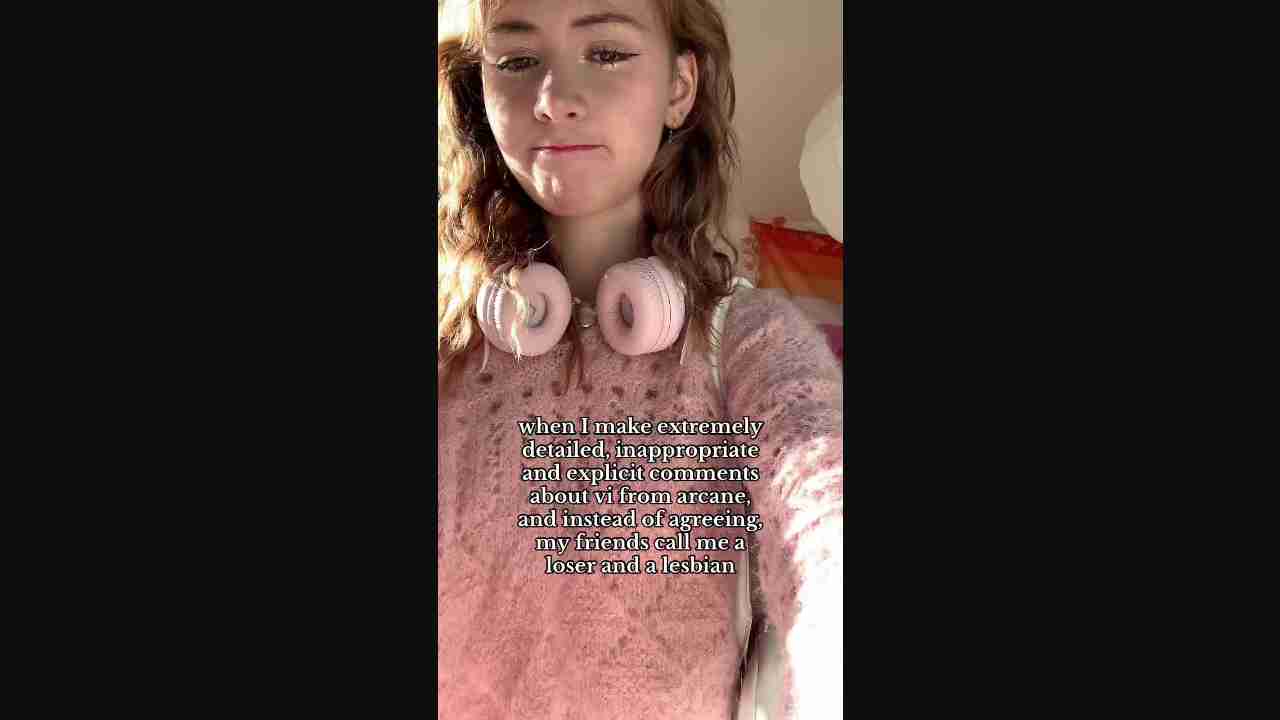 when I make extremely
detailed, inappropriate
and explicit comments
about vi from arcane,
and instead of agreeing,
my friends call me a
loser and a lesbian